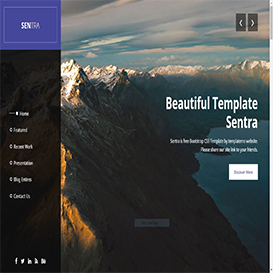 SENTRA
Home
Featured
Recent Work
Presentation
Blog Entries
Contact Us
Beautiful Template
Sentra
Sentra is free Bootstrap CSS Template by templatemo website.
Please share our site link to your friends.
Discover More